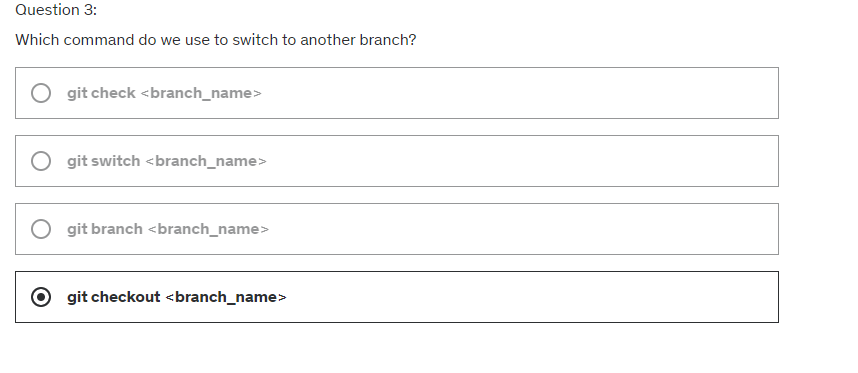 Question 3:
Which command do we use to switch to another branch?
git check <branch_name>
git switch <branch_name>
git branch <branch_name>
git checkout <branch_name>